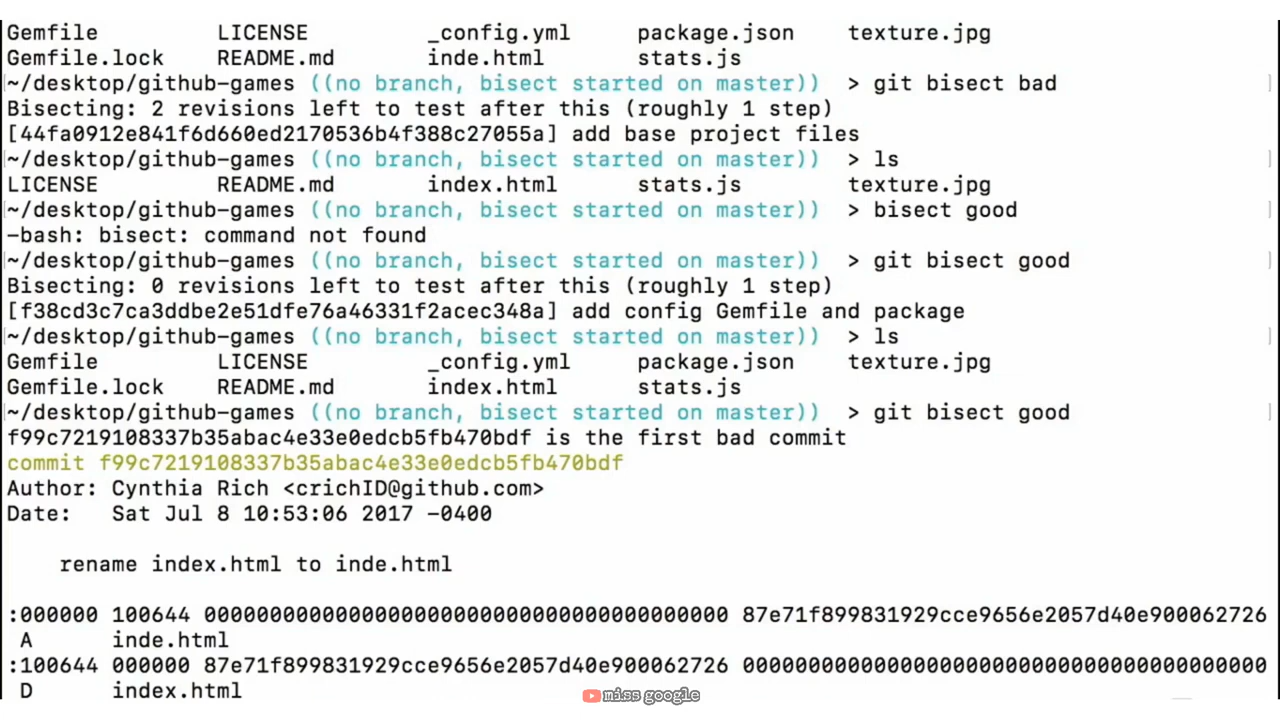 Gemfile LICENSE _config.yml package.json texture.jpg
Gemfile.lock README.md inde.html stats.js
~/desktop/github-games ((no branch, bisect started on master)) > git bisect bad
Bisecting: 2 revisions left to test after this (roughly 1 step)
[44fa0912e841f6d660ed2170536b4f388c27055a] add base project files
~/desktop/github-games ((no branch, bisect started on master)) > ls
LICENSE README.md index.html stats.js texture.jpg
~/desktop/github-games ((no branch, bisect started on master)) > bisect good
-bash: bisect: command not found
~/desktop/github-games ((no branch, bisect started on master)) > git bisect good
Bisecting: 0 revisions left to test after this (roughly 1 step)
[f38cd3c7ca3ddbe2e51dfe76a46331f2acec348a] add config Gemfile and package
~/desktop/github-games ((no branch, bisect started on master)) > ls
Gemfile LICENSE _config.yml package.json texture.jpg
Gemfile.lock README.md index.html stats.js
~/desktop/github-games ((no branch, bisect started on master)) > git bisect good
f99c7219108337b35abac4e33e0edcb5fb470bdf is the first bad commit
commit f99c7219108337b35abac4e33e0edcb5fb470bdf
Author: Cynthia Rich <crichID@github.com>
Date: Sat Jul 8 10:53:06 2017 -0400
rename index.html to inde.html
:000000 100644 0000000000000000000000000000000000000000 87e71f899831929cce9656e2057d40e900062726
A inde.html
:100644 000000 87e71f899831929cce9656e2057d40e900062726 0000000000000000000000000000000000000000
D index.html
miss google